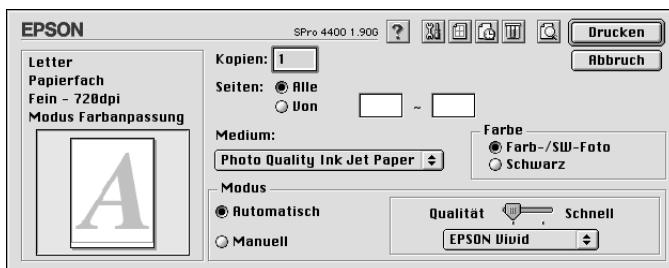 EPSON
SPro 4400 1.90G
?
Drucken
Abbruch
Letter
Papierfach
Fein - 720dpi
Modus Farbanpassung
A
Kopien: 1
Seiten: Alle
Von ~
Medium:
Photo Quality Ink Jet Paper
Farbe
Farb-/SW-Foto
Schwarz
Modus
Automatisch
Manuell
Qualität Schnell
EPSON Vivid